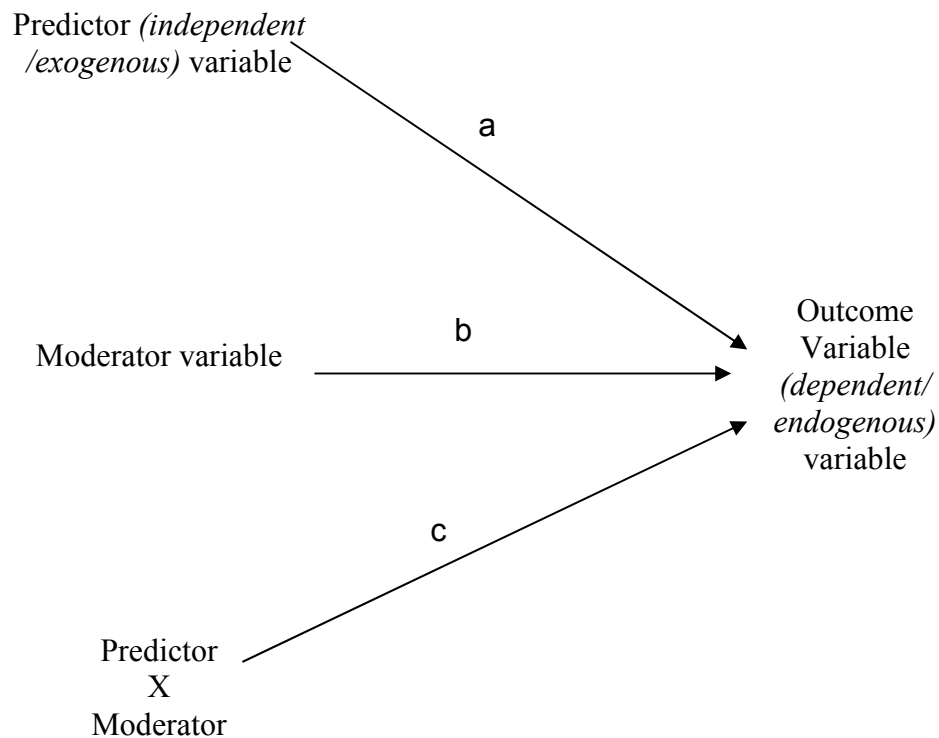 Predictor (independent
/exogenous) variable
a
Moderator variable
b
Outcome
Variable
(dependent/
endogenous)
variable
c
Predictor
X
Moderator